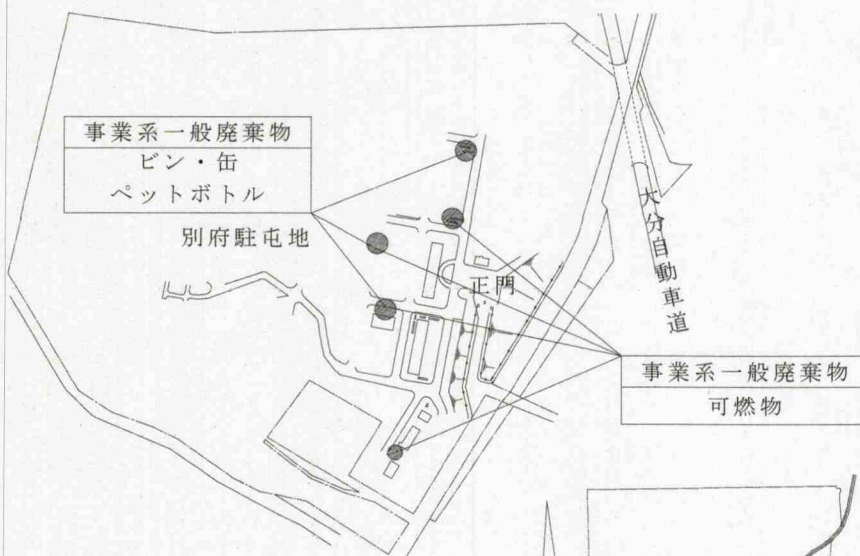 事業系一般廃棄物
ビン・缶
ペットボトル
別府駐屯地
正門
大分自動車道
事業系一般廃棄物
可燃物